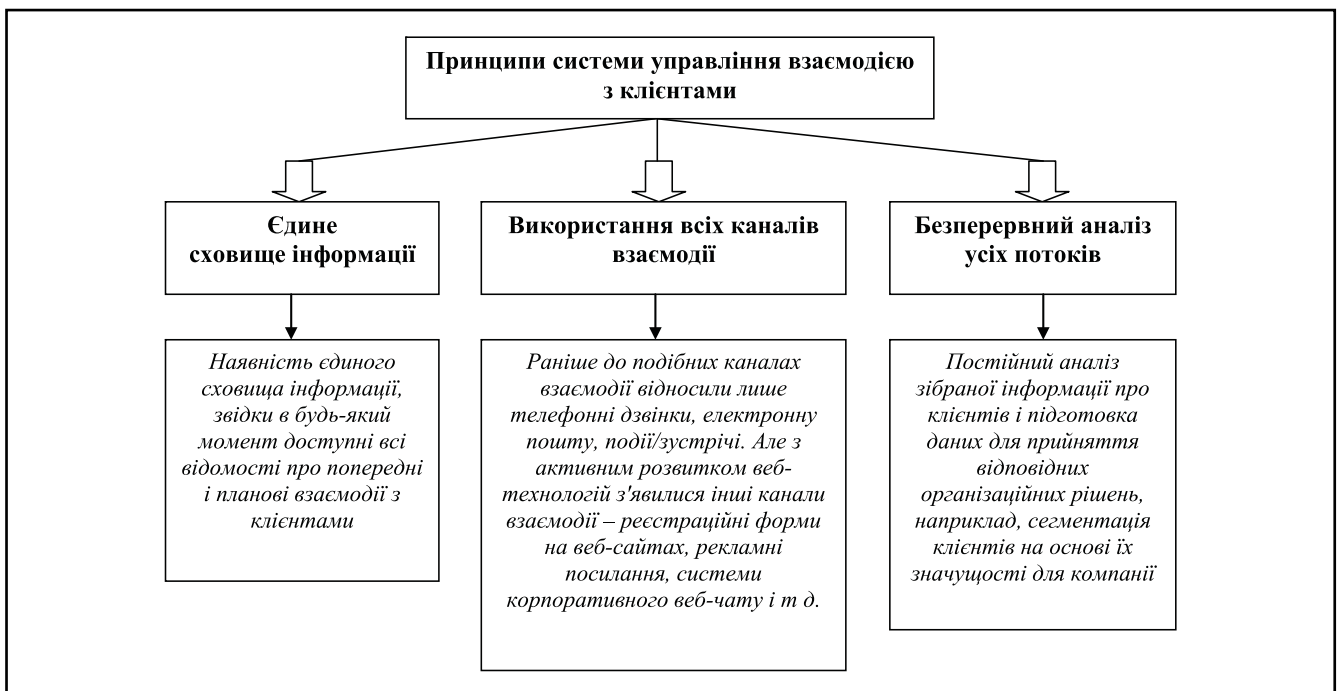 Принципи системи управління взаємодією
з клієнтами
Єдине
сховище інформації
Використання всіх каналів
взаємодії
Безперервний аналіз
усіх потоків
Наявність єдиного
сховища інформації,
звідки в будь-який
момент доступні всі
відомості про попередні
і планові взаємодії з
клієнтами
Раніше до подібних каналах
взаємодії відносили лише
телефонні дзвінки, електронну
пошту, події/зустрічі. Але з
активним розвитком веб-
технологій з'явилися інші канали
взаємодії – реєстраційні форми
на веб-сайтах, рекламні
посилання, системи
корпоративного веб-чату і т д.
Постійний аналіз
зібраної інформації про
клієнтів і підготовка
даних для прийняття
відповідних
організаційних рішень,
наприклад, сегментація
клієнтів на основі їх
значущості для компанії